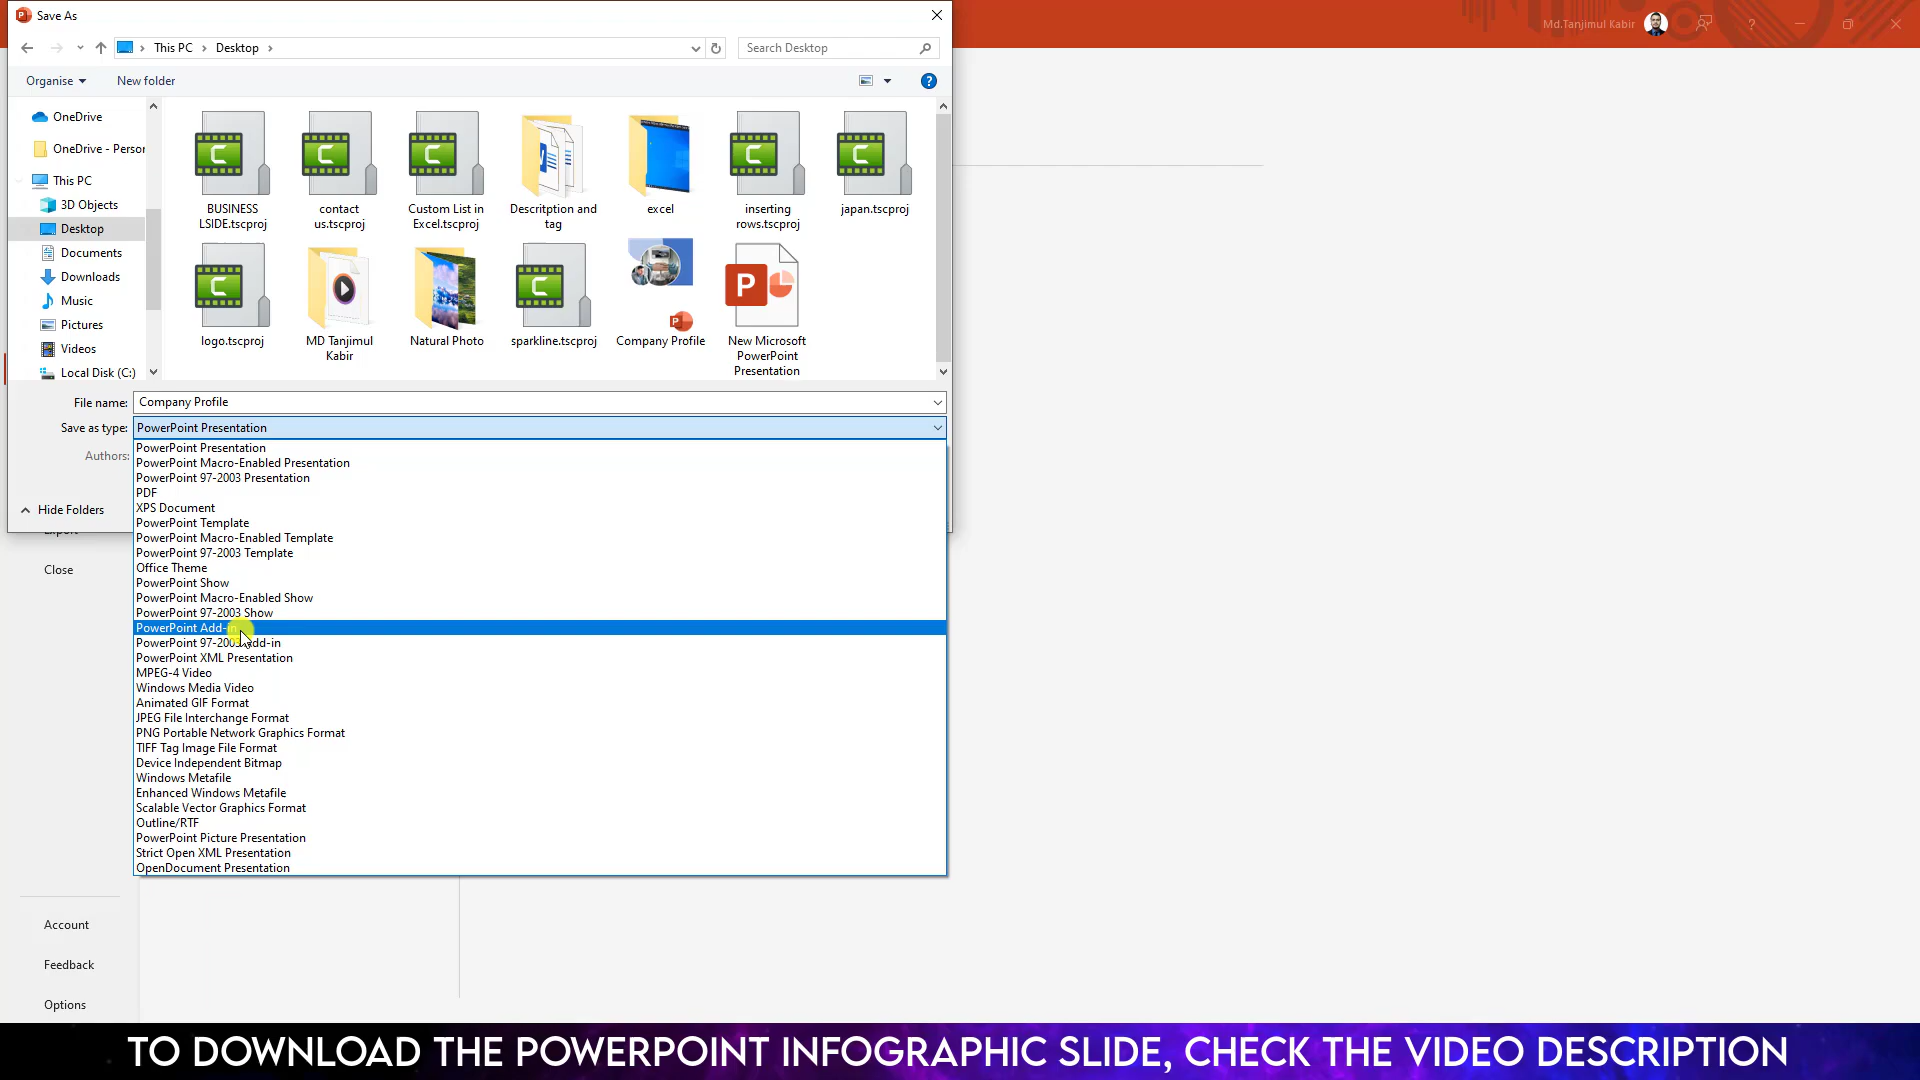 Save As
Md.Tanjimul Kabir
?
This PC
Desktop
Search Desktop
Organise
New folder
?
OneDrive
OneDrive - Person
This PC
3D Objects
Desktop
Documents
Downloads
Music
Pictures
Videos
Local Disk (C:)
BUSINESS
LSIDE.tscproj
contact
us.tscproj
Custom List in
Excel.tscproj
Descritption and
tag
excel
inserting
rows.tscproj
japan.tscproj
logo.tscproj
MD Tanjimul
Kabir
Natural Photo
sparkline.tscproj
Company Profile
New Microsoft
PowerPoint
Presentation
File name:
Company Profile
Save as type:
PowerPoint Presentation
Authors:
Hide Folders
PowerPoint Presentation
PowerPoint Macro-Enabled Presentation
PowerPoint 97-2003 Presentation
PDF
XPS Document
PowerPoint Template
PowerPoint Macro-Enabled Template
PowerPoint 97-2003 Template
Office Theme
PowerPoint Show
PowerPoint Macro-Enabled Show
PowerPoint 97-2003 Show
PowerPoint Add-in
PowerPoint 97-2003 Add-in
PowerPoint XML Presentation
MPEG-4 Video
Windows Media Video
Animated GIF Format
JPEG File Interchange Format
PNG Portable Network Graphics Format
TIFF Tag Image File Format
Device Independent Bitmap
Windows Metafile
Enhanced Windows Metafile
Scalable Vector Graphics Format
Outline/RTF
PowerPoint Picture Presentation
Strict Open XML Presentation
OpenDocument Presentation
Export
Close
Account
Feedback
Options
TO DOWNLOAD THE POWERPOINT INFOGRAPHIC SLIDE, CHECK THE VIDEO DESCRIPTION